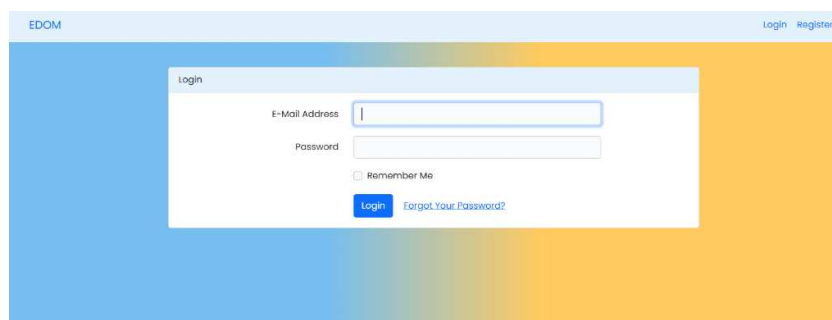 EDOM
Login Register
Login
E-Mail Address
Password
Remember Me
Login Forgot Your Password?